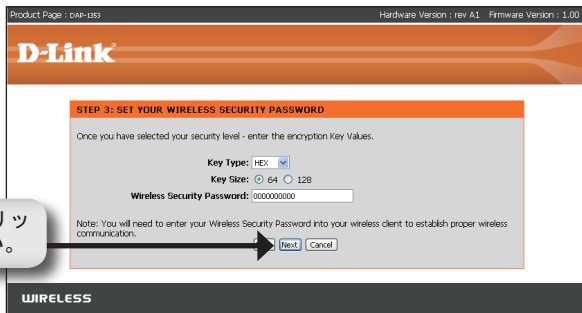 Product Page : DAP-1353 Hardware Version : rev A1 Firmware Version : 1.00
D-Link
STEP 3: SET YOUR WIRELESS SECURITY PASSWORD
Once you have selected your security level - enter the encryption Key Values.
Key Type: HEX
Key Size: 64 128
Wireless Security Password: 0000000000
リッ
い。
Note: You will need to enter your Wireless Security Password into your wireless client to establish proper wireless
communication.
Next Cancel
WIRELESS